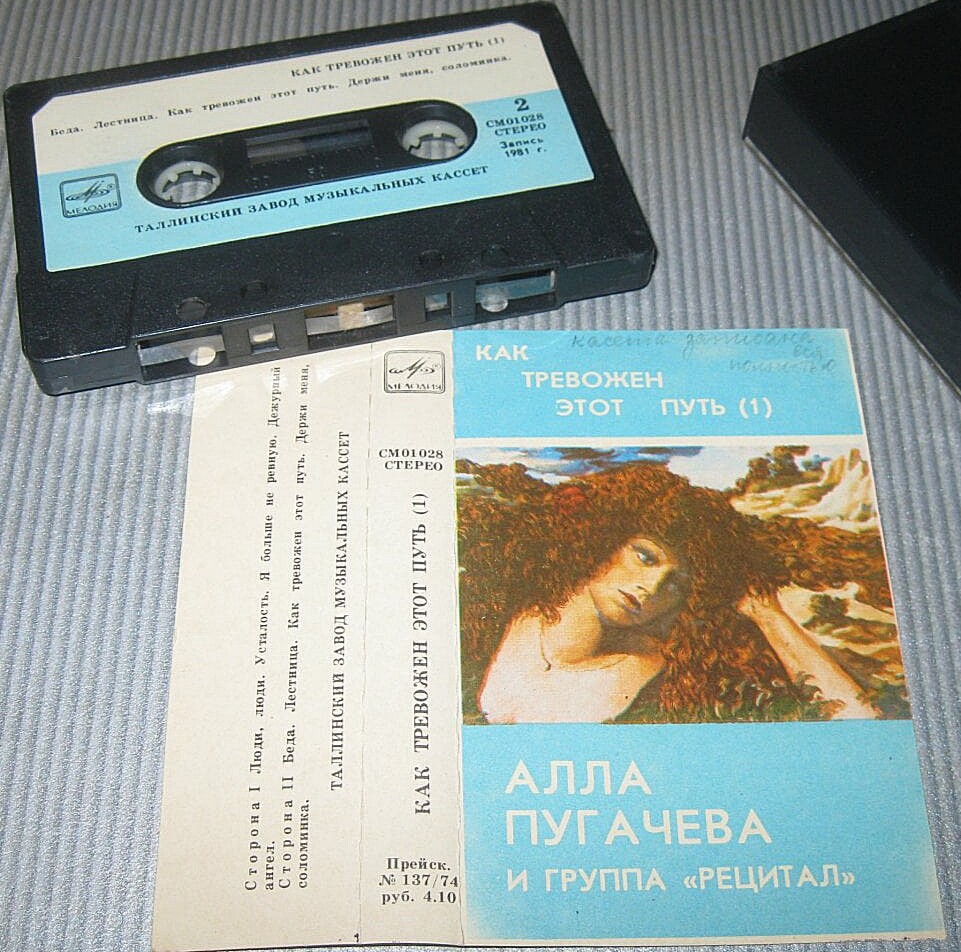 КАК ТРЕВОЖЕН ЭТОТ ПУТЬ (1)
Беда. Лестница. Как тревожен этот путь. Держи меня, соломинка.
2
СМ01028
СТЕРЕО
Запись
1981 г.
МЕЛОДИЯ
ТАЛЛИНСКИЙ ЗАВОД МУЗЫКАЛЬНЫХ КАССЕТ
Сторона I Люди, люди. Усталость. Я больше не ревную. Дежурный
ангел.
Сторона II Беда. Лестница. Как тревожен этот путь. Держи меня,
соломинка.
ТАЛЛИНСКИЙ ЗАВОД МУЗЫКАЛЬНЫХ КАССЕТ
МЕЛОДИЯ
СМ01028
СТЕРЕО
КАК ТРЕВОЖЕН ЭТОТ ПУТЬ (1)
Прейск.
№ 137/74
руб. 4.10
кассета записана
КАК
ТРЕВОЖЕН
ЭТОТ ПУТЬ (1)
АЛЛА
ПУГАЧЕВА
И ГРУППА «РЕЦИТАЛ»